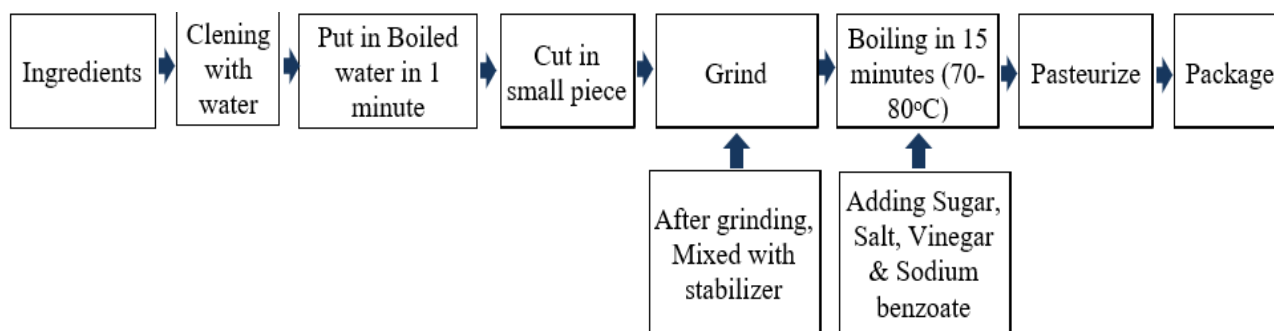 Ingredients
Clening
with
water
Put in Boiled
water in 1
minute
Cut in
small piece
Grind
Boiling in 15
minutes (70-
80°C)
Pasteurize
Package
After grinding,
Mixed with
stabilizer
Adding Sugar,
Salt, Vinegar
& Sodium
benzoate